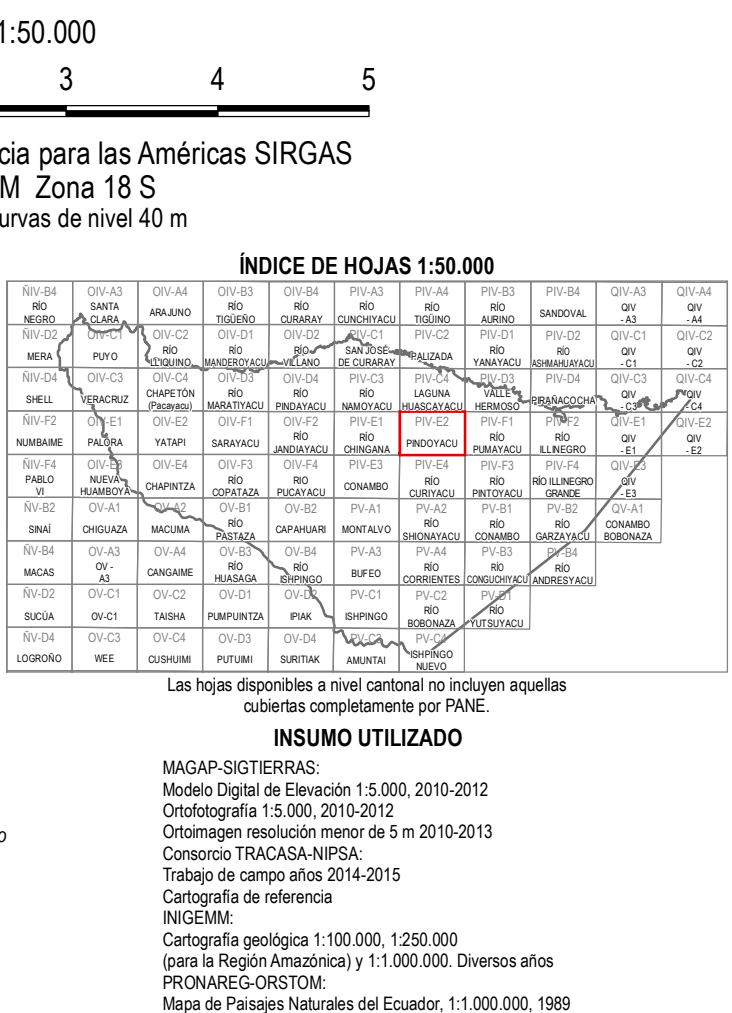 1:50.000
3 4 5
cia para las Américas SIRGAS
M Zona 18 S
urvas de nivel 40 m
ÍNDICE DE HOJAS 1:50.000
ÑIV-B4 OIV-A3 OIV-A4 OIV-B3 OIV-B4 PIV-A3 PIV-A4 PIV-B3 PIV-B4 QIV-A3 QIV-A4
RÍO NEGRO SANTA CLARA ARAJUNO RÍO TIGÜEÑO RÍO CURARAY RÍO CUNCHIYACU RÍO TIGÜINO RÍO AURINO SANDOVAL QIV - A3 QIV - A4
ÑIV-D2 OIV-C1 OIV-C2 OIV-D1 OIV-D2 PIV-C1 PIV-C2 PIV-D1 PIV-D2 QIV-C1 QIV-C2
MERA PUYO RÍO LLIQUINO RÍO MANDEROYACU RÍO VILLANO SAN JOSÉ DE CURARAY PALIZADA RÍO YANAYACU RÍO ASHMAHUAYACU QIV - C1 QIV - C2
ÑIV-D4 OIV-C3 OIV-C4 OIV-D3 OIV-D4 PIV-C3 PIV-C4 PIV-D3 PIV-D4 QIV-C3 QIV-C4
SHELL VERACRUZ CHAPETÓN (Pacayacu) RÍO MARATIYACU RÍO PINDAYACU RÍO NAMOYACU LAGUNA HUASCAYACU VALLE HERMOSO PIRAÑACOCHA QIV - C3 QIV - C4
ÑIV-F2 OIV-E1 OIV-E2 OIV-F1 OIV-F2 PIV-E1 PIV-E2 PIV-F1 PIV-F2 QIV-E1 QIV-E2
NUMBAIME PALORA YATAPI SARAYACU RÍO JANDIAYACU RÍO CHINGANA PINDOYACU RÍO PUMAYACU RÍO ILLINEGRO QIV - E1 QIV - E2
ÑIV-F4 OIV-E3 OIV-E4 OIV-F3 OIV-F4 PIV-E3 PIV-E4 PIV-F3 PIV-F4 QIV-E3
PABLO VI NUEVA HUAMBOYA CHAPINTZA RÍO COPATAZA RÍO PUCAYACU CONAMBO RÍO CURIYACU RÍO PINTOYACU RÍO ILLINEGRO GRANDE QIV - E3
ÑV-B2 OV-A1 OV-A2 OV-B1 OV-B2 PV-A1 PV-A2 PV-B1 PV-B2 QV-A1
SINAÍ CHIGUAZA MACUMA RÍO PASTAZA CAPAHUARI MONTALVO RÍO SHIONAYACU RÍO CONAMBO RÍO GARZAYACU CONAMBO BOBONAZA
ÑV-B4 OV-A3 OV-A4 OV-B3 OV-B4 PV-A3 PV-A4 PV-B3 PV-B4
MACAS OV - A3 CANGAIME RÍO HUASAGA RÍO ISHPINGO BUFEO RÍO CORRIENTES RÍO CONGUCHIYACU RÍO ANDRESYACU
ÑV-D2 OV-C1 OV-C2 OV-D1 OV-D2 PV-C1 PV-C2 PV-D1
SUCÚA OV-C1 TAISHA PUMPUINTZA IPIAK ISHPINGO RÍO BOBONAZA RÍO YUTSUYACU
ÑV-D4 OV-C3 OV-C4 OV-D3 OV-D4 PV-C3 PV-C4
LOGROÑO WEE CUSHUIMI PUTUIMI SURITIAK AMUNTAI ISHPINGO NUEVO
Las hojas disponibles a nivel cantonal no incluyen aquellas
cubiertas completamente por PANE.
INSUMO UTILIZADO
MAGAP-SIGTIERRAS:
Modelo Digital de Elevación 1:5.000, 2010-2012
Ortofotografía 1:5.000, 2010-2012
o
Ortoimagen resolución menor de 5 m 2010-2013
Consorcio TRACASA-NIPSA:
Trabajo de campo años 2014-2015
Cartografía de referencia
INIGEMM:
Cartografía geológica 1:100.000, 1:250.000
(para la Región Amazónica) y 1:1.000.000. Diversos años
PRONAREG-ORSTOM:
Mapa de Paisajes Naturales del Ecuador, 1:1.000.000, 1989